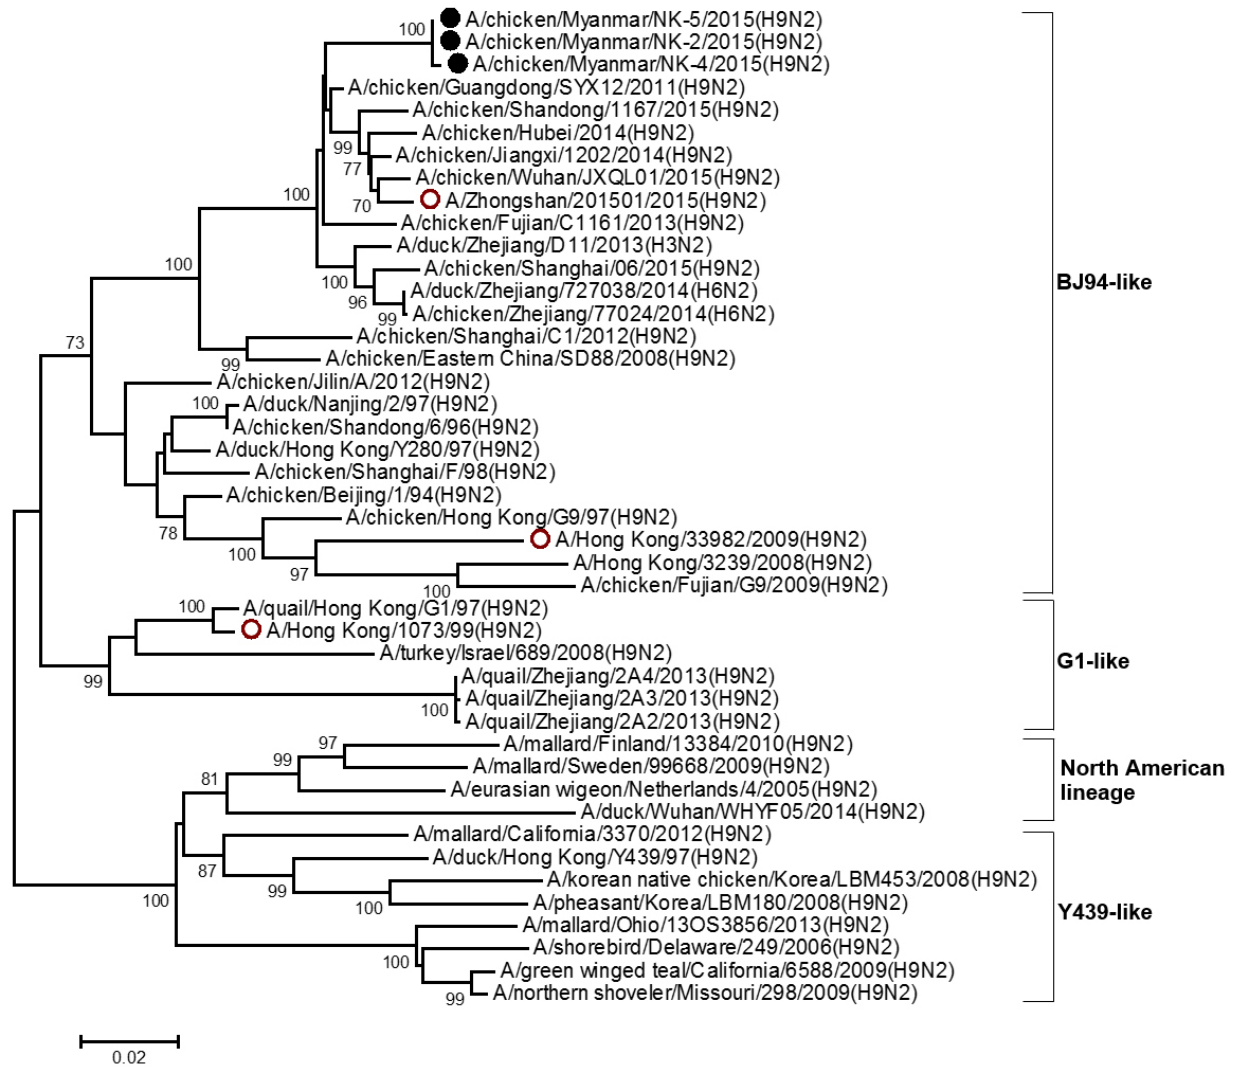 100
A/chicken/Myanmar/NK-5/2015(H9N2)
A/chicken/Myanmar/NK-2/2015(H9N2)
A/chicken/Myanmar/NK-4/2015(H9N2)
A/chicken/Guangdong/SYX12/2011(H9N2)
A/chicken/Shandong/1167/2015(H9N2)
A/chicken/Hubei/2014(H9N2)
99
A/chicken/Jiangxi/1202/2014(H9N2)
77
A/chicken/Wuhan/JXQL01/2015(H9N2)
100
70
A/Zhongshan/201501/2015(H9N2)
A/chicken/Fujian/C1161/2013(H9N2)
A/duck/Zhejiang/D11/2013(H3N2)
100
A/chicken/Shanghai/06/2015(H9N2)
100
BJ94-like
A/duck/Zhejiang/727038/2014(H6N2)
96
A/chicken/Zhejiang/77024/2014(H6N2)
99
A/chicken/Shanghai/C1/2012(H9N2)
73
A/chicken/Eastern China/SD88/2008(H9N2)
99
A/chicken/Jilin/A/2012(H9N2)
100
A/duck/Nanjing/2/97(H9N2)
A/chicken/Shandong/6/96(H9N2)
A/duck/Hong Kong/Y280/97(H9N2)
A/chicken/Shanghai/F/98(H9N2)
A/chicken/Beijing/1/94(H9N2)
78
A/chicken/Hong Kong/G9/97(H9N2)
100
A/Hong Kong/33982/2009(H9N2)
97
A/Hong Kong/3239/2008(H9N2)
100
A/chicken/Fujian/G9/2009(H9N2)
100
A/quail/Hong Kong/G1/97(H9N2)
A/Hong Kong/1073/99(H9N2)
A/turkey/Israel/689/2008(H9N2)
G1-like
99
A/quail/Zhejiang/2A4/2013(H9N2)
A/quail/Zhejiang/2A3/2013(H9N2)
100
A/quail/Zhejiang/2A2/2013(H9N2)
97
A/mallard/Finland/13384/2010(H9N2)
99
A/mallard/Sweden/99668/2009(H9N2)
North American
lineage
81
A/eurasian wigeon/Netherlands/4/2005(H9N2)
A/duck/Wuhan/WHYF05/2014(H9N2)
A/mallard/California/3370/2012(H9N2)
87
A/duck/Hong Kong/Y439/97(H9N2)
99
A/korean native chicken/Korea/LBM453/2008(H9N2)
100
100
A/pheasant/Korea/LBM180/2008(H9N2)
Y439-like
A/mallard/Ohio/13OS3856/2013(H9N2)
A/shorebird/Delaware/249/2006(H9N2)
100
A/green winged teal/California/6588/2009(H9N2)
A/northern shoveler/Missouri/298/2009(H9N2)
99
0.02